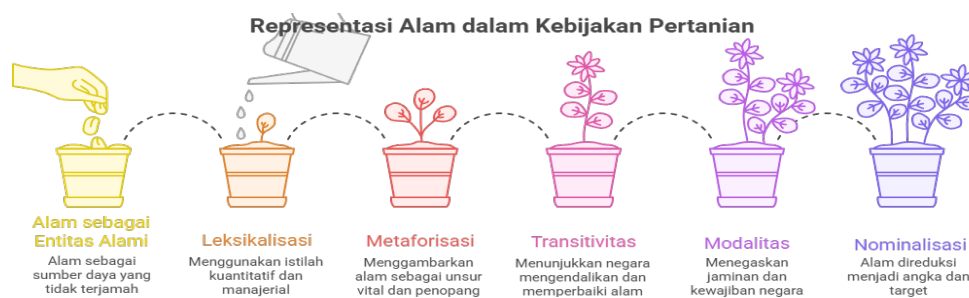 Representasi Alam dalam Kebijakan Pertanian
Alam sebagai
Entitas Alami
Alam sebagai
sumber daya yang
tidak terjamah
Leksikalisasi
Menggunakan istilah
kuantitatif dan
manajerial
Metaforisasi
Menggambarkan
alam sebagai unsur
vital dan penopang
Transitivitas
Menunjukkan negara
mengendalikan dan
memperbaiki alam
Modalitas
Menegaskan
jaminan dan
kewajiban negara
Nominalisasi
Alam direduksi
menjadi angka dan
target